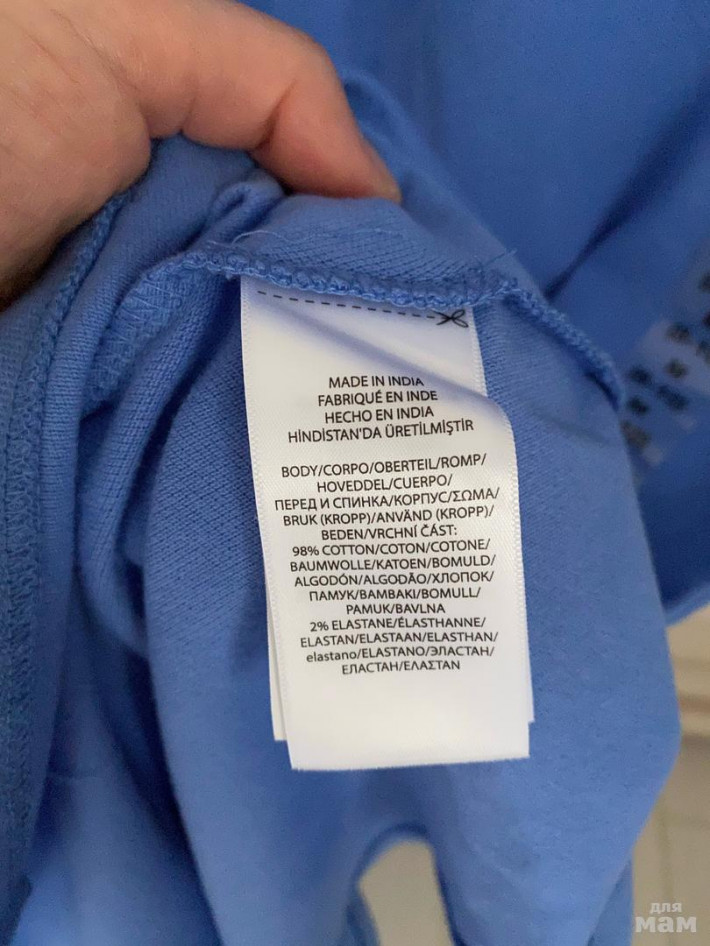 MADE IN INDIA
FABRIQUÉ EN INDE
HECHO EN INDIA
HİNDİSTAN'DA ÜRETİLMİŞTİR
BODY/CORPO/OBERTEIL/ROMP/
HOVEDDEL/CUERPO/
ПЕРЕД И СПИНКА/КОРПУС/ΣΩΜΑ/
BRUK (KROPP)/ANVÄND (KROPP)/
BEDEN/VRCHNÍ ČÁST:
98% COTTON/COTON/COTONE/
BAUMWOLLE/KATOEN/BOMULD/
ALGODÓN/ALGODÃO/ХЛОПОК/
ПАМУК/ΒΑΜΒΑΚΙ/BOMULL/
PAMUK/BAVLNA
2% ELASTANE/ÉLASTHANNE/
ELASTAN/ELASTAAN/ELASTHAN/
elastano/ELASTANO/ЭЛАСТАН/
ЕЛАСТАН/ΕΛΑΣΤΑΝ
для
мам